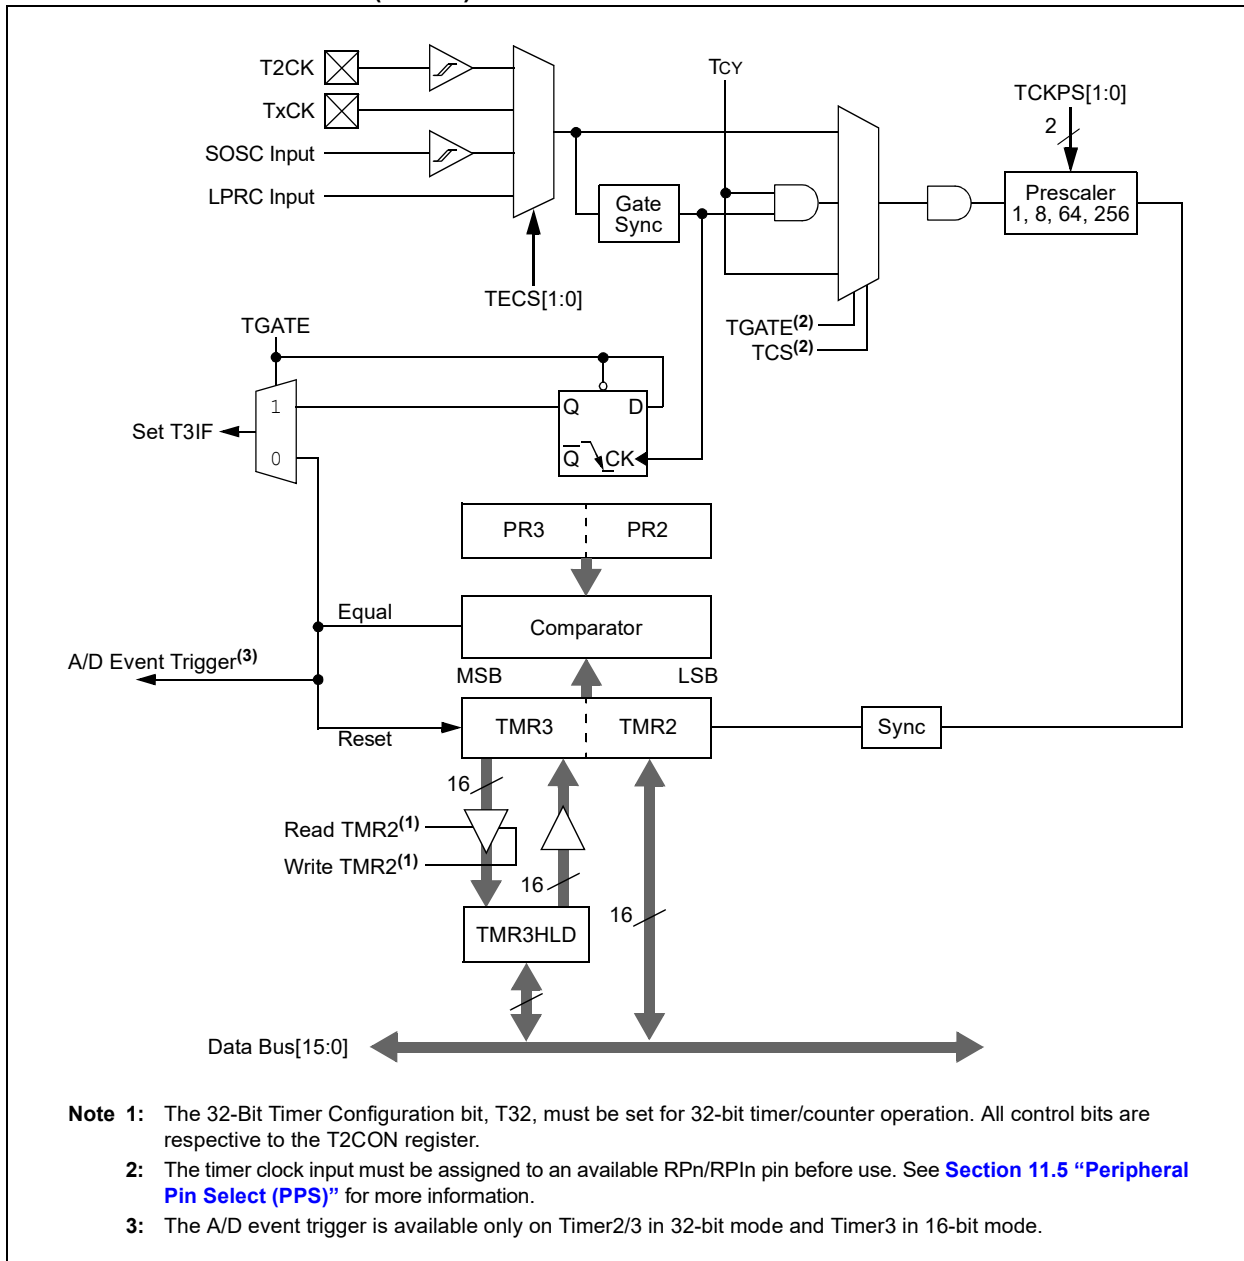 T2CK
TCY
TCKPS[1:0]
TxCK
2
SOSC Input
LPRC Input
Gate
Sync
Prescaler
1, 8, 64, 256
TECS[1:0]
TGATE
TGATE(2)
TCS(2)
1
Q
D
Set T3IF
0
Q
CK
PR3
PR2
Equal
Comparator
A/D Event Trigger(3)
MSB
LSB
TMR3
TMR2
Sync
Reset
16
Read TMR2(1)
Write TMR2(1)
16
16
TMR3HLD
Data Bus[15:0]
Note 1: The 32-Bit Timer Configuration bit, T32, must be set for 32-bit timer/counter operation. All control bits are
respective to the T2CON register.
2: The timer clock input must be assigned to an available RPn/RPIn pin before use. See Section 11.5 “Peripheral
Pin Select (PPS)” for more information.
3: The A/D event trigger is available only on Timer2/3 in 32-bit mode and Timer3 in 16-bit mode.